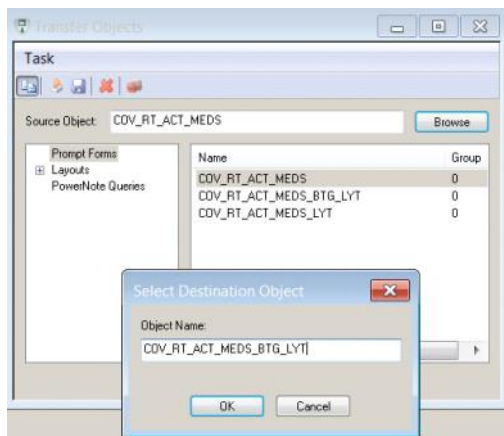 Transfer Objects
Task
Source Object: COV_RT_ACT_MEDS Browse
Prompt Forms
Layouts
PowerNote Queries
Name Group
COV_RT_ACT_MEDS 0
COV_RT_ACT_MEDS_BTG_LYT 0
COV_RT_ACT_MEDS_LYT 0
Select Destination Object
Object Name:
COV_RT_ACT_MEDS_BTG_LYT
OK Cancel